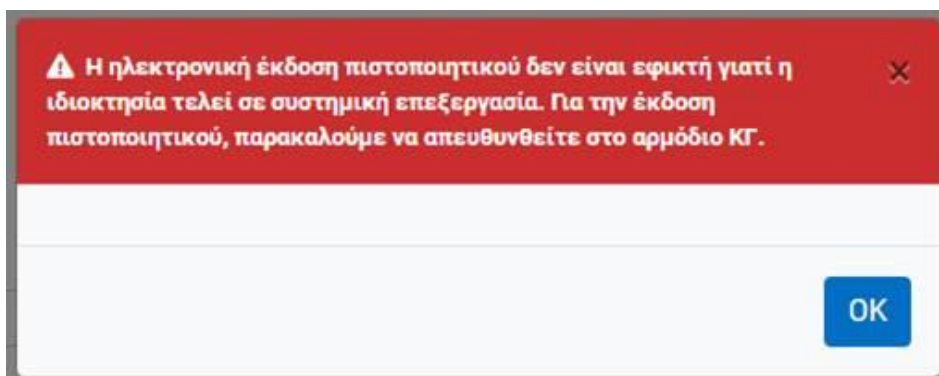 Η ηλεκτρονική έκδοση πιστοποιητικού δεν είναι εφικτή γιατί η
ιδιοκτησία τελεί σε συστημική επεξεργασία. Για την έκδοση
πιστοποιητικού, παρακαλούμε να απευθυνθείτε στο αρμόδιο ΚΓ.
OK